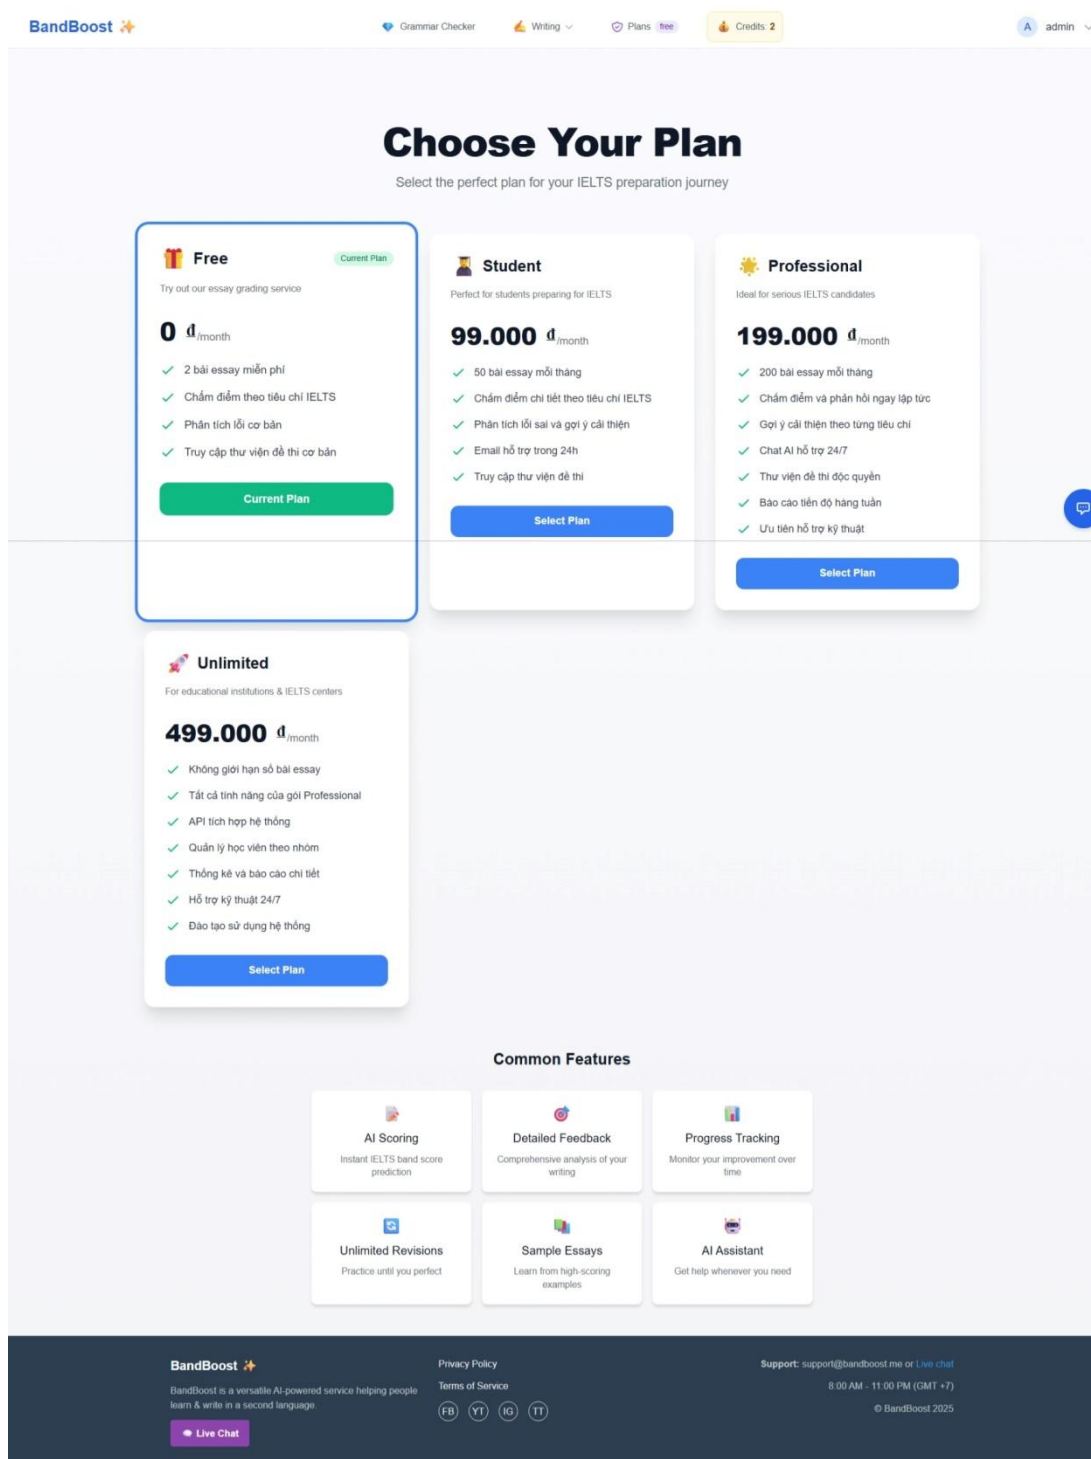 BandBoost
Grammar Checker
Writing
Plans free
Credits: 2
A admin
Choose Your Plan
Select the perfect plan for your IELTS preparation journey
Free
Current Plan
Try out our essay grading service
0 ₫/month
2 bài essay miễn phí
Chấm điểm theo tiêu chí IELTS
Phân tích lỗi cơ bản
Truy cập thư viện đề thi cơ bản
Current Plan
Student
Perfect for students preparing for IELTS
99.000 ₫/month
50 bài essay mỗi tháng
Chấm điểm chi tiết theo tiêu chí IELTS
Phân tích lỗi sai và gợi ý cải thiện
Email hỗ trợ trong 24h
Truy cập thư viện đề thi
Select Plan
Professional
Ideal for serious IELTS candidates
199.000 ₫/month
200 bài essay mỗi tháng
Chấm điểm và phản hồi ngay lập tức
Gợi ý cải thiện theo từng tiêu chí
Chat AI hỗ trợ 24/7
Thư viện đề thi độc quyền
Báo cáo tiến độ hàng tuần
Ưu tiên hỗ trợ kỹ thuật
Select Plan
Unlimited
For educational institutions & IELTS centers
499.000 ₫/month
Không giới hạn số bài essay
Tất cả tính năng của gói Professional
API tích hợp hệ thống
Quản lý học viên theo nhóm
Thống kê và báo cáo chi tiết
Hỗ trợ kỹ thuật 24/7
Đào tạo sử dụng hệ thống
Select Plan
Common Features
AI Scoring
Instant IELTS band score
prediction
Detailed Feedback
Comprehensive analysis of your
writing
Progress Tracking
Monitor your improvement over
time
Unlimited Revisions
Practice until you perfect
Sample Essays
Learn from high-scoring
examples
AI Assistant
Get help whenever you need
BandBoost
BandBoost is a versatile AI-powered service helping people
learn & write in a second language.
Live Chat
Privacy Policy
Terms of Service
FB YT IG TT
Support: support@bandboost.me or Live chat
8:00 AM - 11:00 PM (GMT +7)
© BandBoost 2025